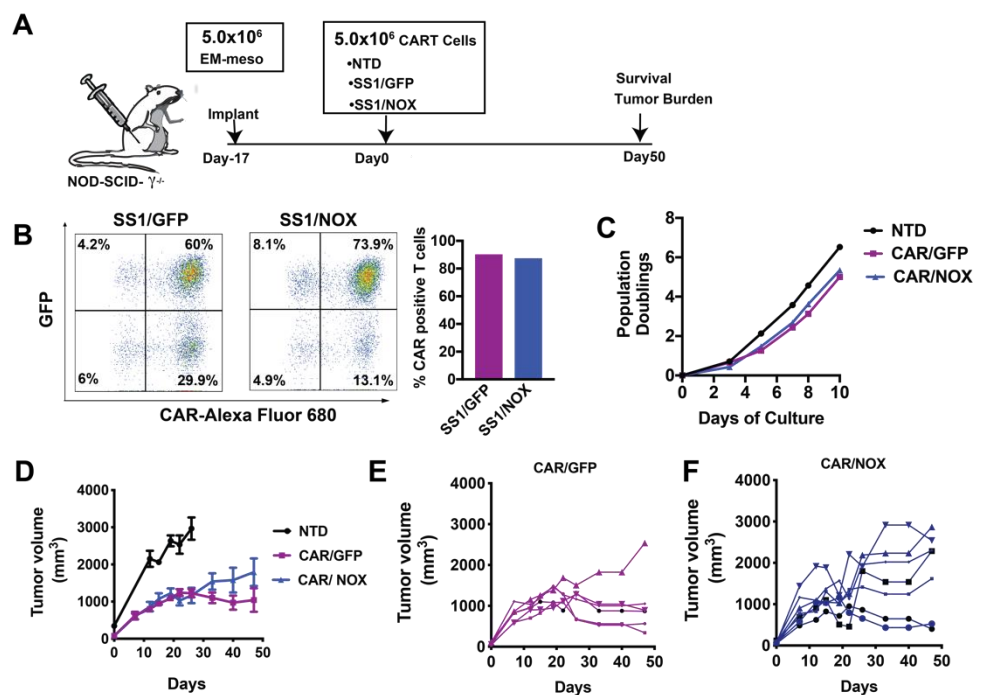 A
5.0x10⁶
EM-meso
5.0x10⁶ CART Cells
•NTD
•SS1/GFP
•SS1/NOX
Survival
Tumor Burden
Implant
Day-17
Day0
Day50
NOD-SCID- γ-/-
B
SS1/GFP
SS1/NOX
4.2%
60%
8.1%
73.9%
6%
29.9%
4.9%
13.1%
GFP
CAR-Alexa Fluor 680
% CAR positive T cells
100
80
60
40
20
0
SS1/GFP
SS1/NOX
C
Population
Doublings
8
6
4
2
0
0 2 4 6 8 10
Days of Culture
NTD
CAR/GFP
CAR/NOX
D
Tumor volume
(mm³)
4000
3000
2000
1000
0
0 10 20 30 40 50
Days
NTD
CAR/GFP
CAR/ NOX
E
CAR/GFP
Tumor volume
(mm³)
4000
3000
2000
1000
0
0 10 20 30 40 50
Days
F
CAR/NOX
Tumor volume
(mm³)
4000
3000
2000
1000
0
0 10 20 30 40 50
Days